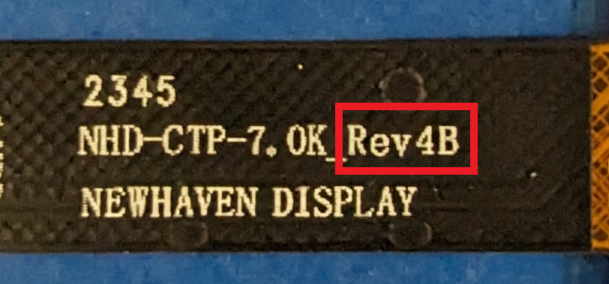 2345
NHD-CTP-7.0K_Rev4B
NEWHAVEN DISPLAY